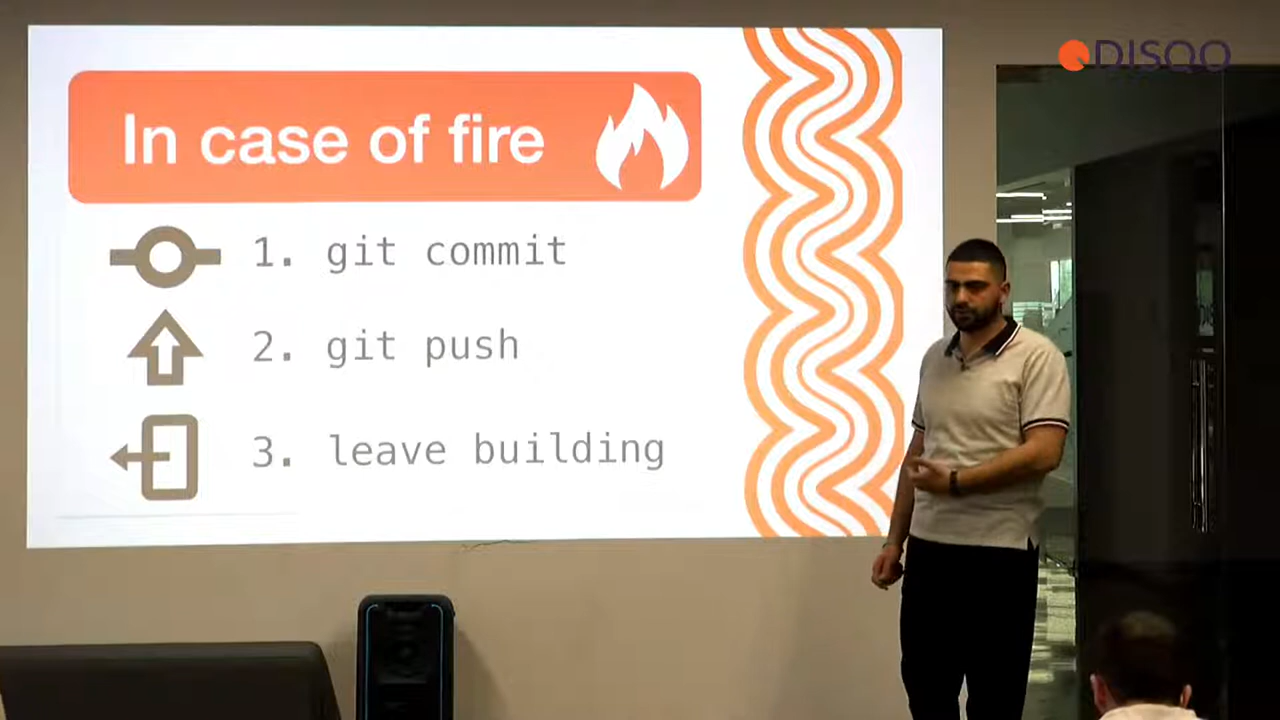 In case of fire
1. git commit
2. git push
3. leave building
DISQO